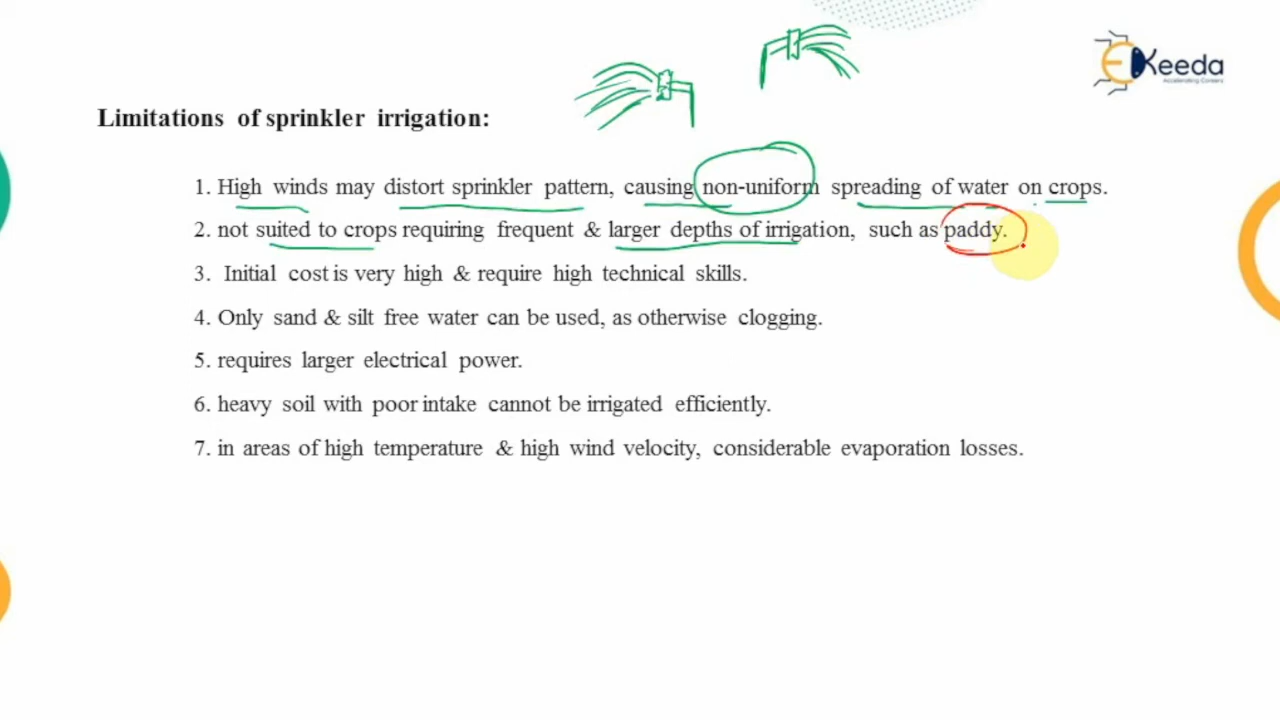 EKeeda
Accelerating Careers
Limitations of sprinkler irrigation:
1. High winds may distort sprinkler pattern, causing non-uniform spreading of water on crops.
2. not suited to crops requiring frequent & larger depths of irrigation, such as paddy.
3. Initial cost is very high & require high technical skills.
4. Only sand & silt free water can be used, as otherwise clogging.
5. requires larger electrical power.
6. heavy soil with poor intake cannot be irrigated efficiently.
7. in areas of high temperature & high wind velocity, considerable evaporation losses.